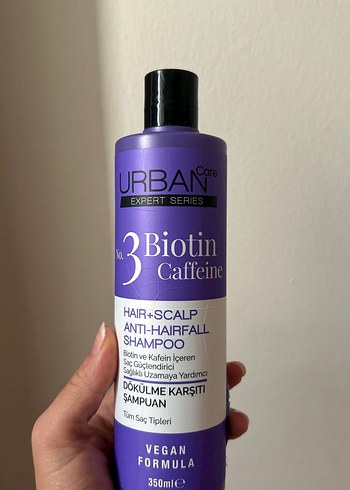 URBAN Care
EXPERT SERIES
No. 3 Biotin
Caffeine
HAIR+SCALP
ANTI-HAIRFALL
SHAMPOO
Biotin ve Kafein İçeren
Saç Güçlendirici
Sağlıklı Uzamaya Yardımcı
DÖKÜLME KARŞITI
ŞAMPUAN
Tüm Saç Tipleri
VEGAN
FORMULA
350ml℮